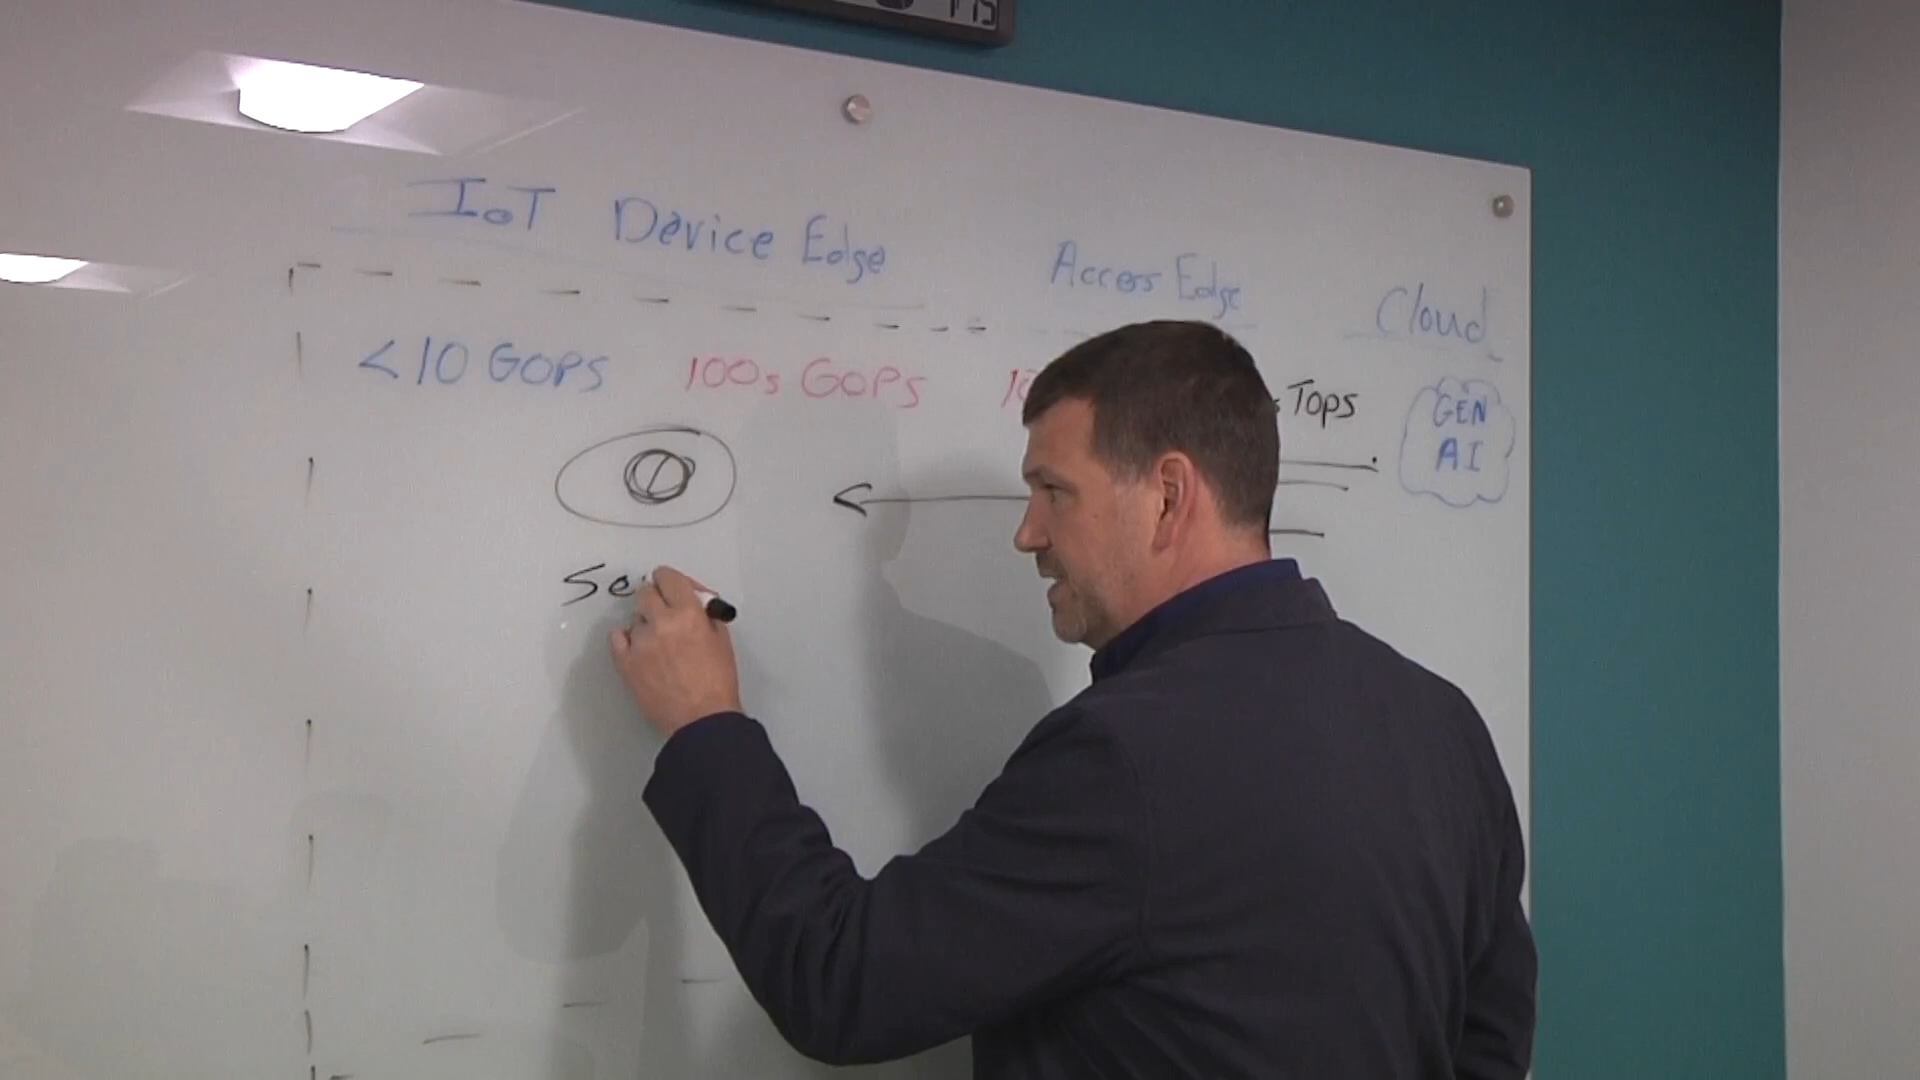 IoT Device Edge
Access Edge
Cloud
<10 GOPS
100s GOPS
Tops
GEN
AI